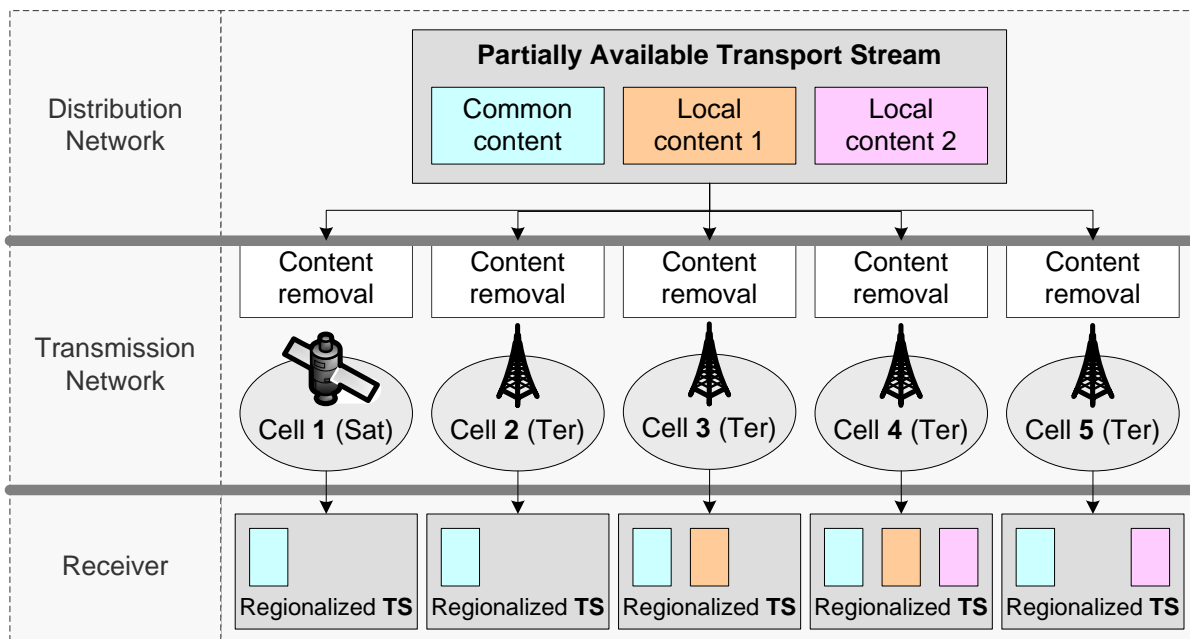 Partially Available Transport Stream
Distribution
Network
Common
content
Local
content 1
Local
content 2
Content
removal
Content
removal
Content
removal
Content
removal
Content
removal
Transmission
Network
Cell 1 (Sat)
Cell 2 (Ter)
Cell 3 (Ter)
Cell 4 (Ter)
Cell 5 (Ter)
Receiver
Regionalized TS
Regionalized TS
Regionalized TS
Regionalized TS
Regionalized TS